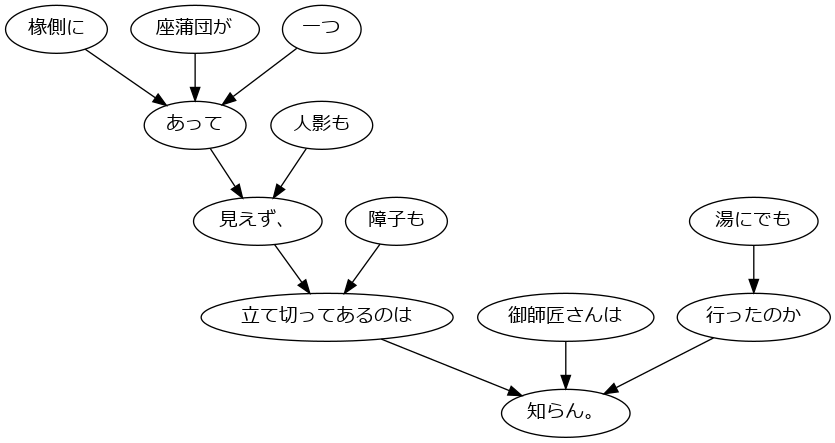 椽側に
座蒲団が
一つ
あって
人影も
見えず、
障子も
湯にでも
立て切ってあるのは
御師匠さんは
行ったのか
知らん。